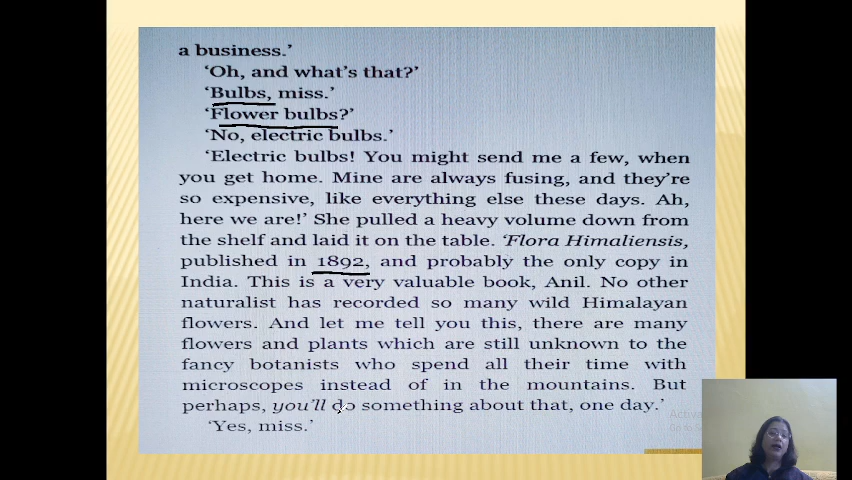 a business.’
‘Oh, and what’s that?’
‘Bulbs, miss.’
‘Flower bulbs?’
‘No, electric bulbs.’
‘Electric bulbs! You might send me a few, when
you get home. Mine are always fusing, and they’re
so expensive, like everything else these days. Ah,
here we are!’ She pulled a heavy volume down from
the shelf and laid it on the table. ‘Flora Himaliensis,
published in 1892, and probably the only copy in
India. This is a very valuable book, Anil. No other
naturalist has recorded so many wild Himalayan
flowers. And let me tell you this, there are many
flowers and plants which are still unknown to the
fancy botanists who spend all their time with
microscopes instead of in the mountains. But
perhaps, you’ll do something about that, one day.’
‘Yes, miss.’